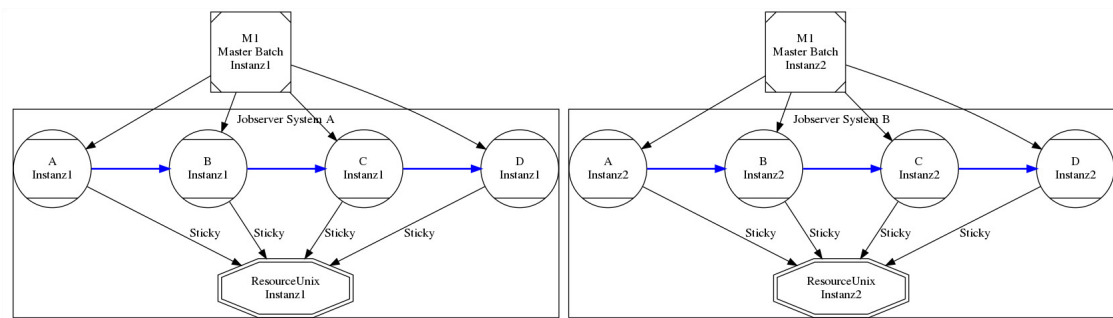 M1
Master Batch
Instanz1
Jobserver System A
A
Instanz1
B
Instanz1
C
Instanz1
D
Instanz1
Sticky
Sticky
Sticky
Sticky
ResourceUnix
Instanz1
M1
Master Batch
Instanz2
Jobserver System B
A
Instanz2
B
Instanz2
C
Instanz2
D
Instanz2
Sticky
Sticky
Sticky
Sticky
ResourceUnix
Instanz2